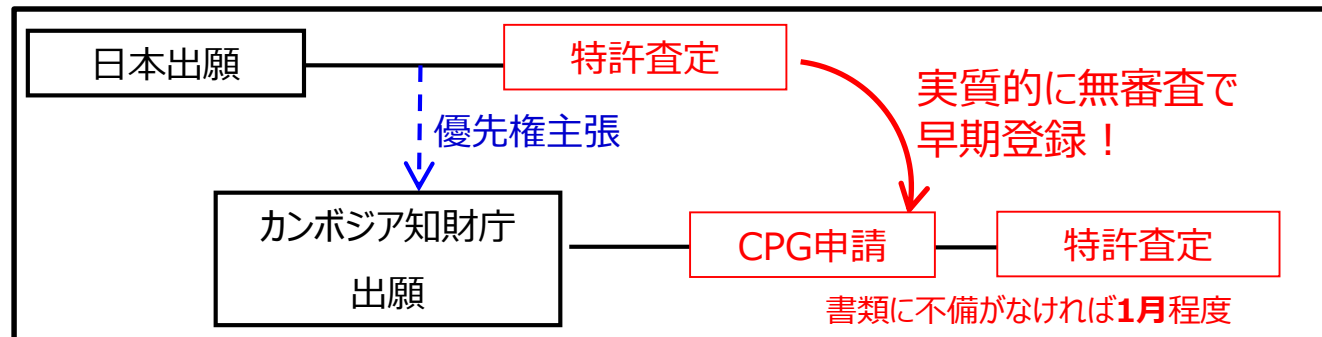 日本出願
特許査定
実質的に無審査で
早期登録！
優先権主張
カンボジア知財庁
出願
CPG申請
特許査定
書類に不備がなければ1月程度